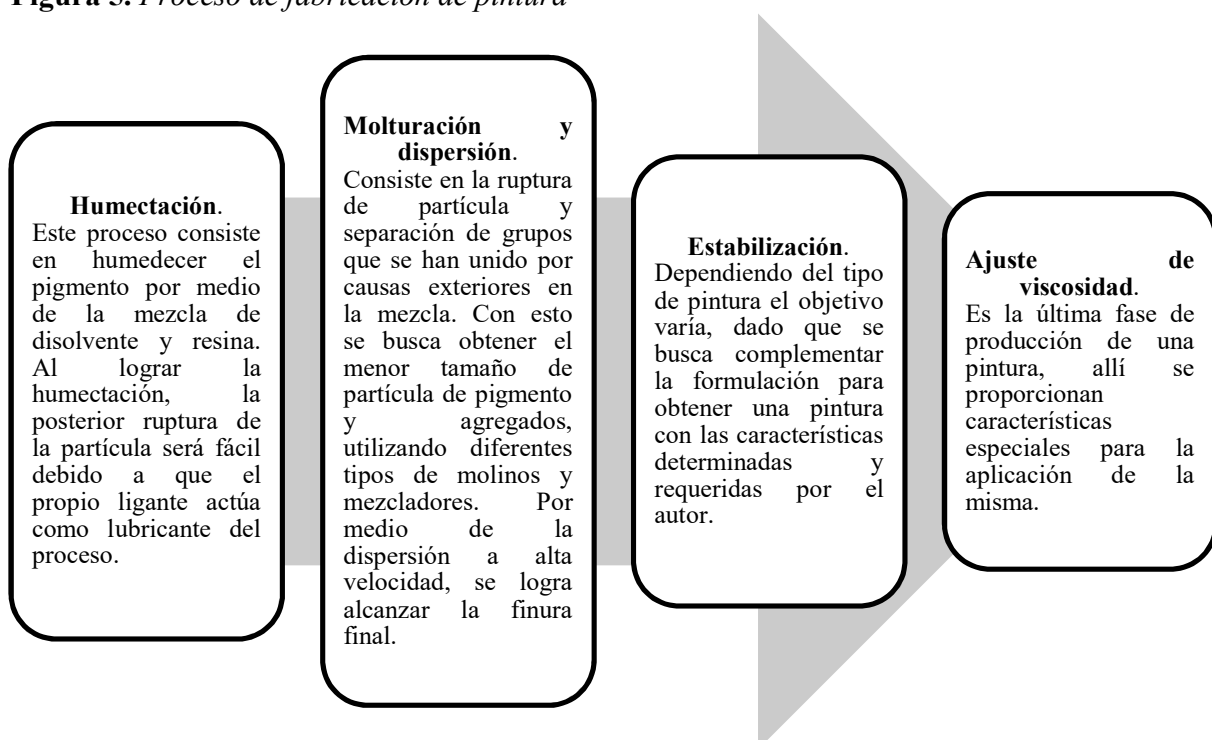 Figura 5. Proceso de fabricación de pintura
Humectación.
Este proceso consiste
en humedecer el
pigmento por medio
de la mezcla de
disolvente y resina.
Al lograr la
humectación, la
posterior ruptura de
la partícula será fácil
debido a que el
propio ligante actúa
como lubricante del
proceso.
Molturación y
dispersión.
Consiste en la ruptura
de partícula y
separación de grupos
que se han unido por
causas exteriores en
la mezcla. Con esto
se busca obtener el
menor tamaño de
partícula de pigmento
y agregados,
utilizando diferentes
tipos de molinos y
mezcladores. Por
medio de la
dispersión a alta
velocidad, se logra
alcanzar la finura
final.
Estabilización.
Dependiendo del tipo
de pintura el objetivo
varía, dado que se
busca complementar
la formulación para
obtener una pintura
con las características
determinadas y
requeridas por el
autor.
Ajuste de
viscosidad.
Es la última fase de
producción de una
pintura, allí se
proporcionan
características
especiales para la
aplicación de la
misma.